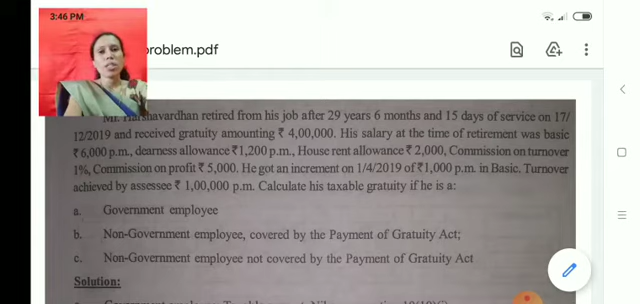 3:46 PM
problem.pdf
Mr. Harshavardhan retired from his job after 29 years 6 months and 15 days of service on 17/
12/2019 and received gratuity amounting ₹ 4,00,000. His salary at the time of retirement was basic
₹ 6,000 p.m., dearness allowance ₹ 1,200 p.m., House rent allowance ₹ 2,000, Commission on turnover
1%, Commission on profit ₹ 5,000. He got an increment on 1/4/2019 of ₹ 1,000 p.m. in Basic. Turnover
achieved by assessee ₹ 1,00,000 p.m. Calculate his taxable gratuity if he is a:
a. Government employee
b. Non-Government employee, covered by the Payment of Gratuity Act;
c. Non-Government employee not covered by the Payment of Gratuity Act
Solution: